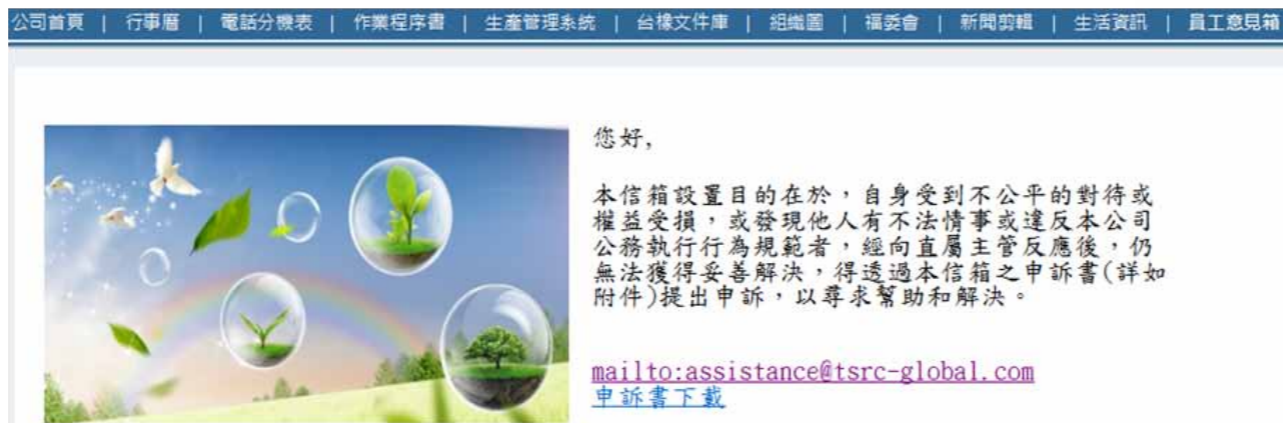 公司首頁 | 行事曆 | 電話分機表 | 作業程序書 | 生產管理系統 | 台橡文件庫 | 組織圖 | 福委會 | 新聞剪輯 | 生活資訊 | 員工意見箱
您好,
本信箱設置目的在於，自身受到不公平的對待或
權益受損，或發現他人有不法情事或違反本公司
公務執行行為規範者，經向直屬主管反應後，仍
無法獲得妥善解決，得透過本信箱之申訴書(詳如
附件)提出申訴，以尋求幫助和解決。
mailto:assistance@tsrc-global.com
申訴書下載